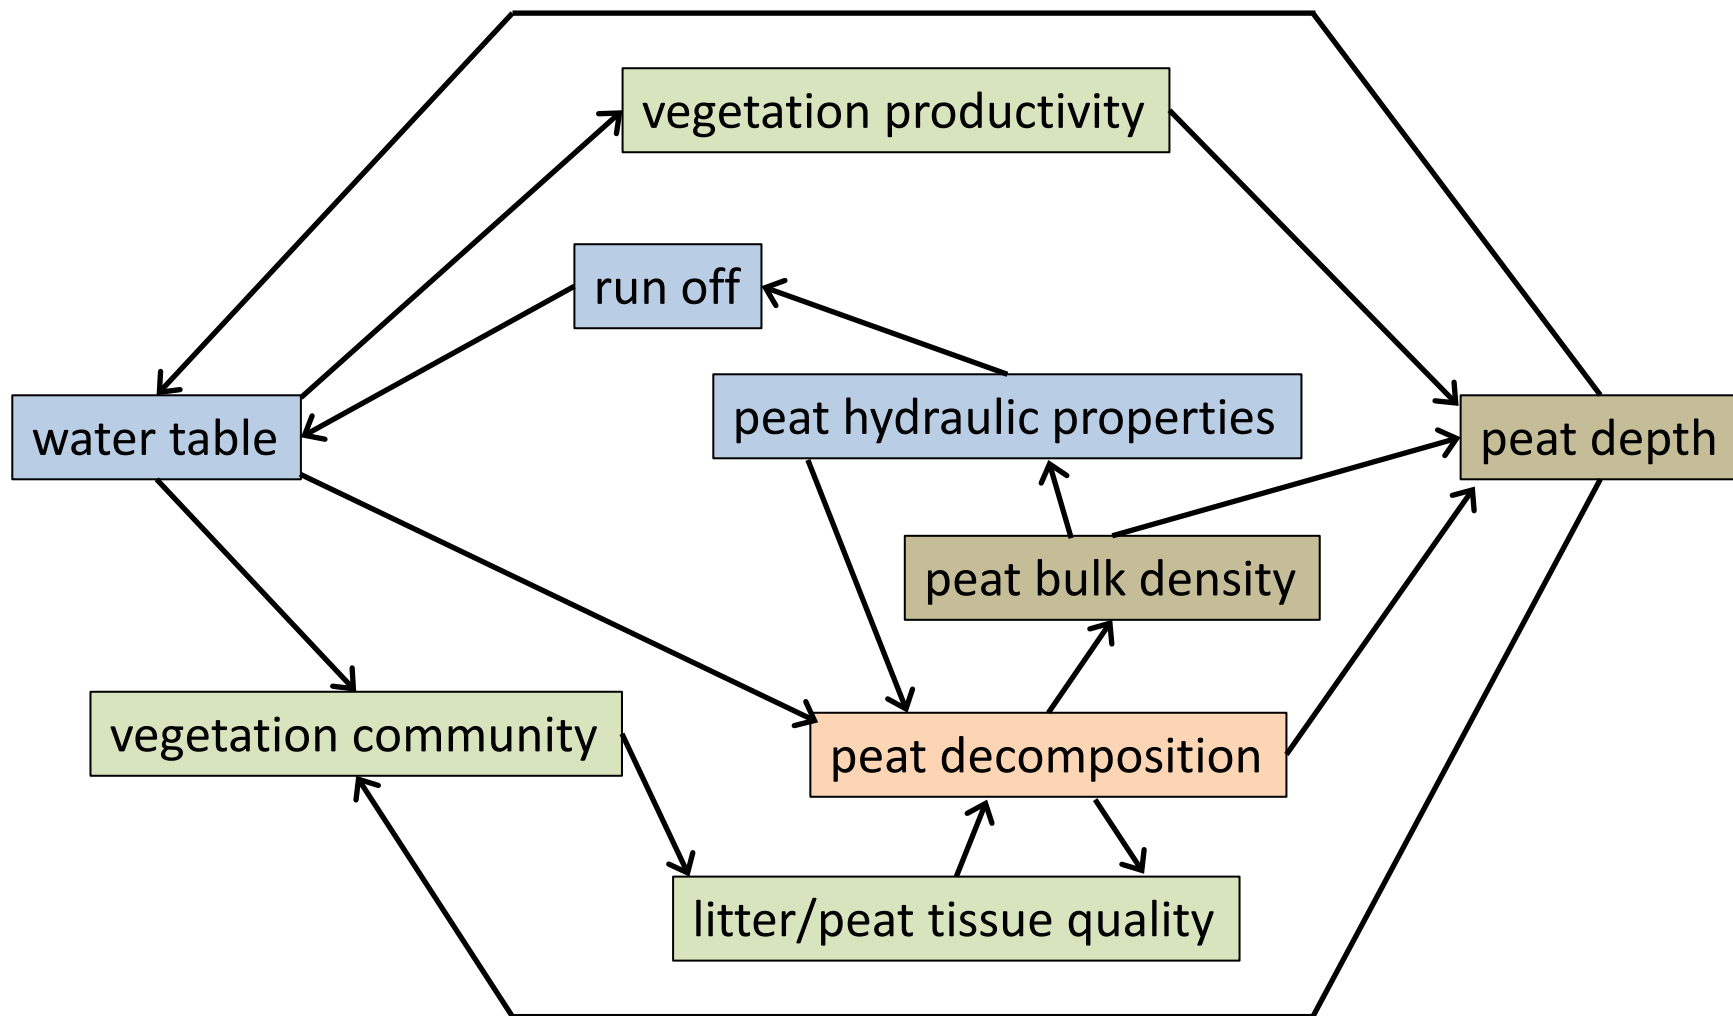 vegetation productivity
run off
water table
peat hydraulic properties
peat depth
peat bulk density
vegetation community
peat decomposition
litter/peat tissue quality